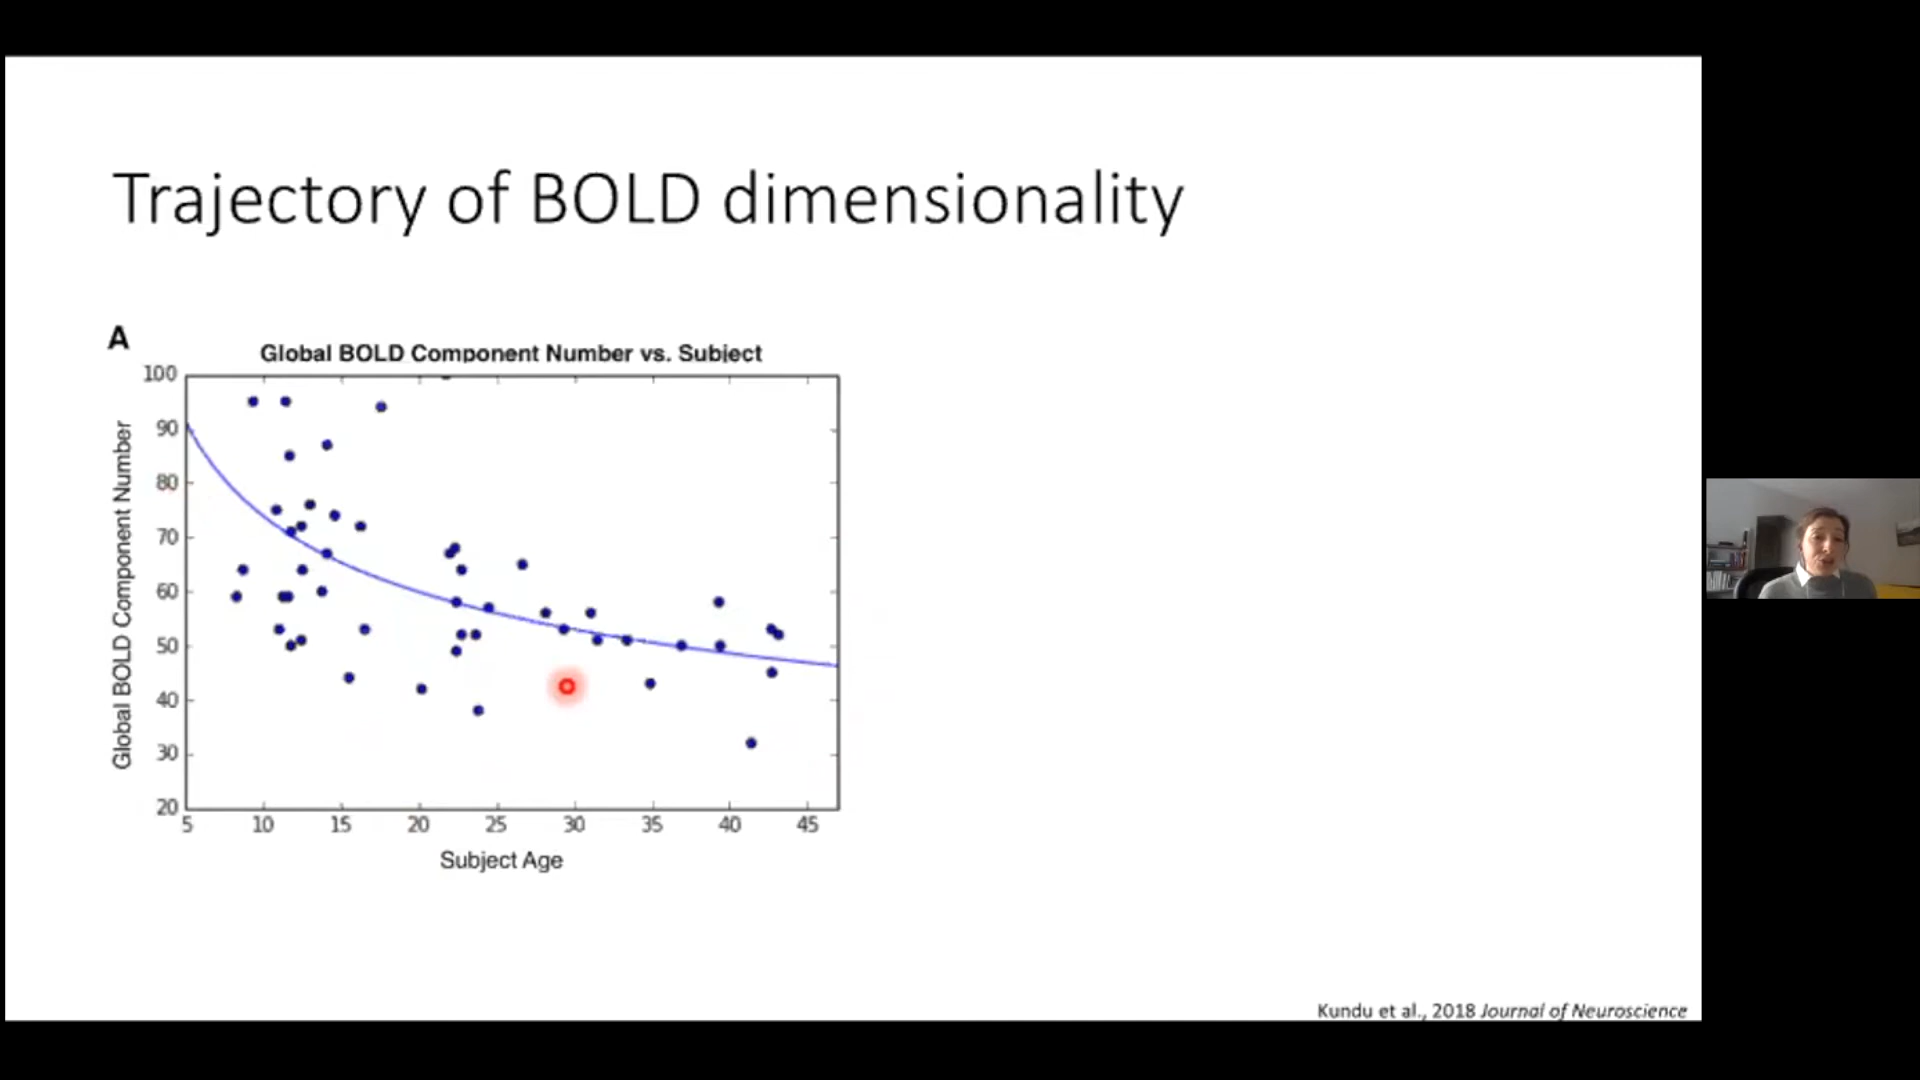 Trajectory of BOLD dimensionality
A
Global BOLD Component Number vs. Subject
Global BOLD Component Number
100
90
80
70
60
50
40
30
20
5 10 15 20 25 30 35 40 45
Subject Age
Kundu et al., 2018 Journal of Neuroscience